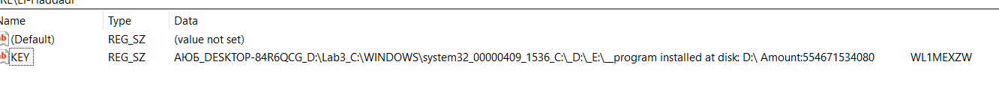 RE\El-Haddadi
Name Type Data
(Default) REG_SZ (value not set)
KEY REG_SZ АЮБ_DESKTOP-84R6QCG_D:\Lab3_C:\WINDOWS\system32_00000409_1536_C:\_D:\_E:\__program installed at disk: D:\ Amount:554671534080 WL1MEXZW